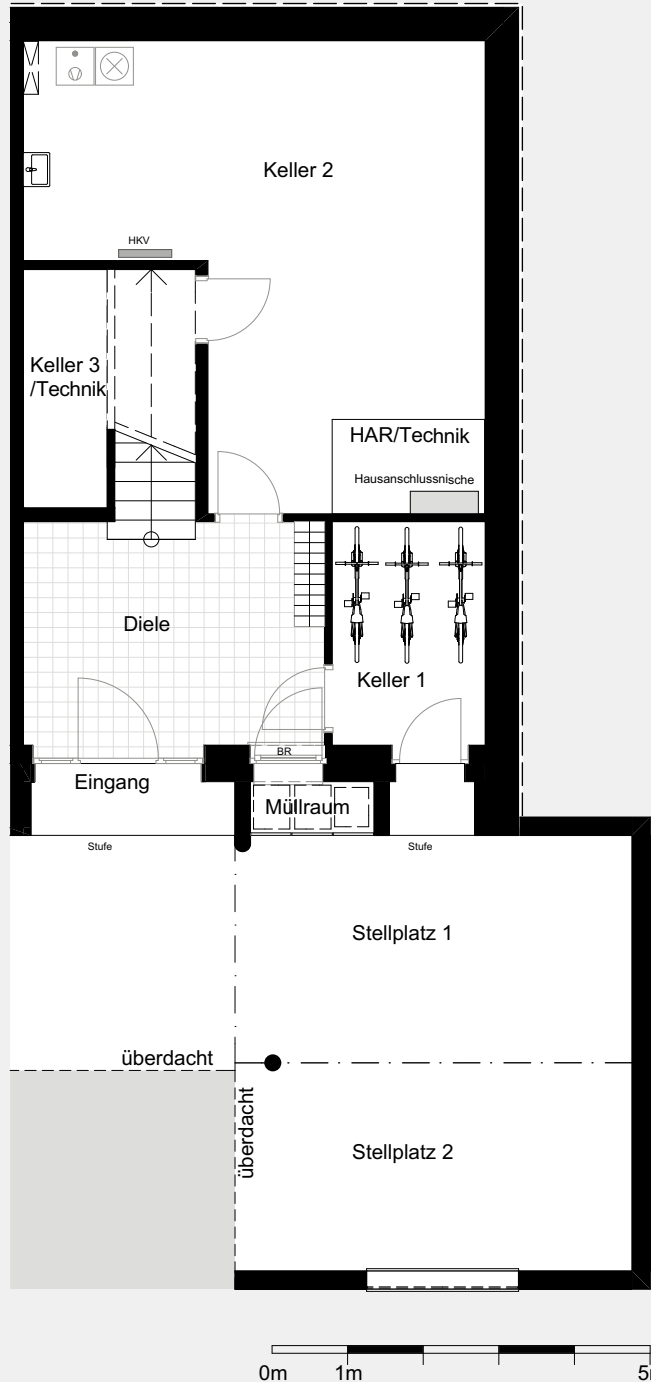 Keller 2
HKV
Keller 3
/Technik
HAR/Technik
Hausanschlussnische
Diele
Keller 1
BR
Eingang
Müllraum
Stufe
Stufe
Stellplatz 1
überdacht
überdacht
Stellplatz 2
0m
1m
5m